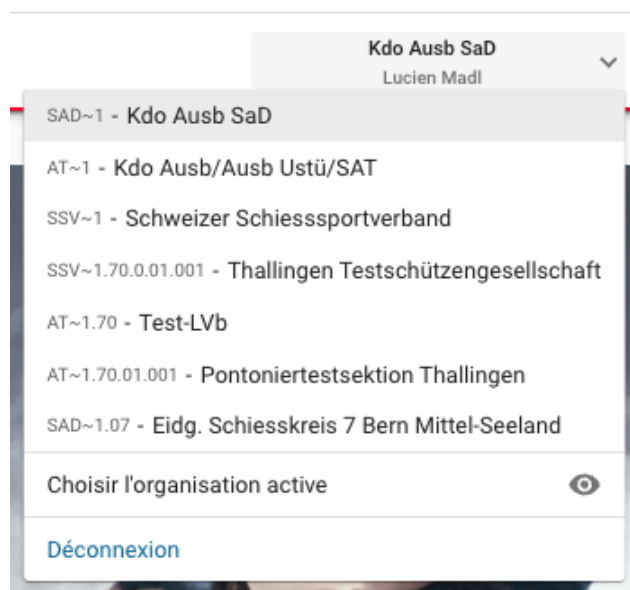 Kdo Ausb SaD
Lucien Madl
SAD~1 - Kdo Ausb SaD
AT~1 - Kdo Ausb/Ausb Ustü/SAT
SSV~1 - Schweizer Schiesssportverband
SSV~1.70.0.01.001 - Thallingen Testschützengesellschaft
AT~1.70 - Test-LVb
AT~1.70.01.001 - Pontoniertestsektion Thallingen
SAD~1.07 - Eidg. Schiesskreis 7 Bern Mittel-Seeland
Choisir l'organisation active
Déconnexion